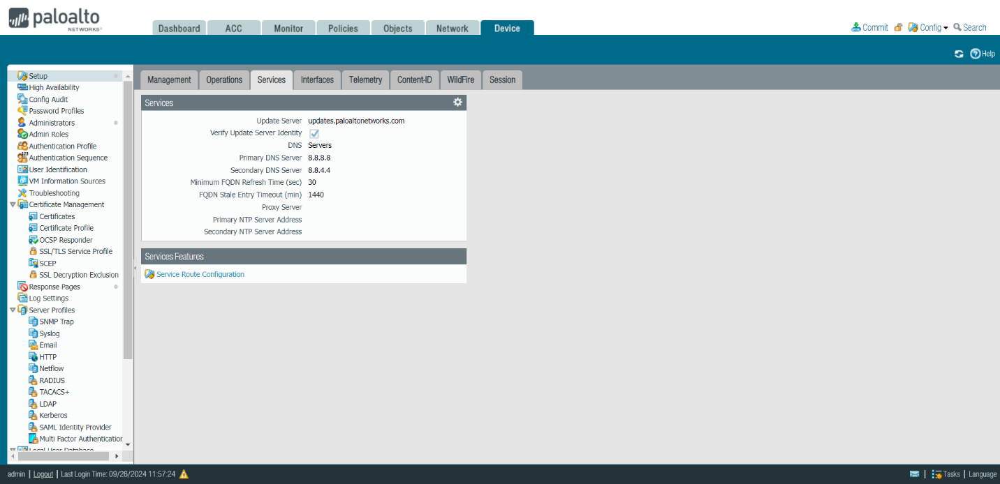 paloalto
NETWORKS®
Dashboard ACC Monitor Policies Objects Network Device
Commit Config Search
Help
Setup
High Availability
Config Audit
Password Profiles
Administrators
Admin Roles
Authentication Profile
Authentication Sequence
User Identification
VM Information Sources
Troubleshooting
Certificate Management
Certificates
Certificate Profile
OCSP Responder
SSL/TLS Service Profile
SCEP
SSL Decryption Exclusion
Response Pages
Log Settings
Server Profiles
SNMP Trap
Syslog
Email
HTTP
Netflow
RADIUS
TACACS+
LDAP
Kerberos
SAML Identity Provider
Multi Factor Authentication
Local User Database
Management Operations Services Interfaces Telemetry Content-ID WildFire Session
Services
Update Server updates.paloaltonetworks.com
Verify Update Server Identity
DNS Servers
Primary DNS Server 8.8.8.8
Secondary DNS Server 8.8.4.4
Minimum FQDN Refresh Time (sec) 30
FQDN Stale Entry Timeout (min) 1440
Proxy Server
Primary NTP Server Address
Secondary NTP Server Address
Services Features
Service Route Configuration
admin | Logout | Last Login Time: 09/26/2024 11:57:24
| Tasks | Language